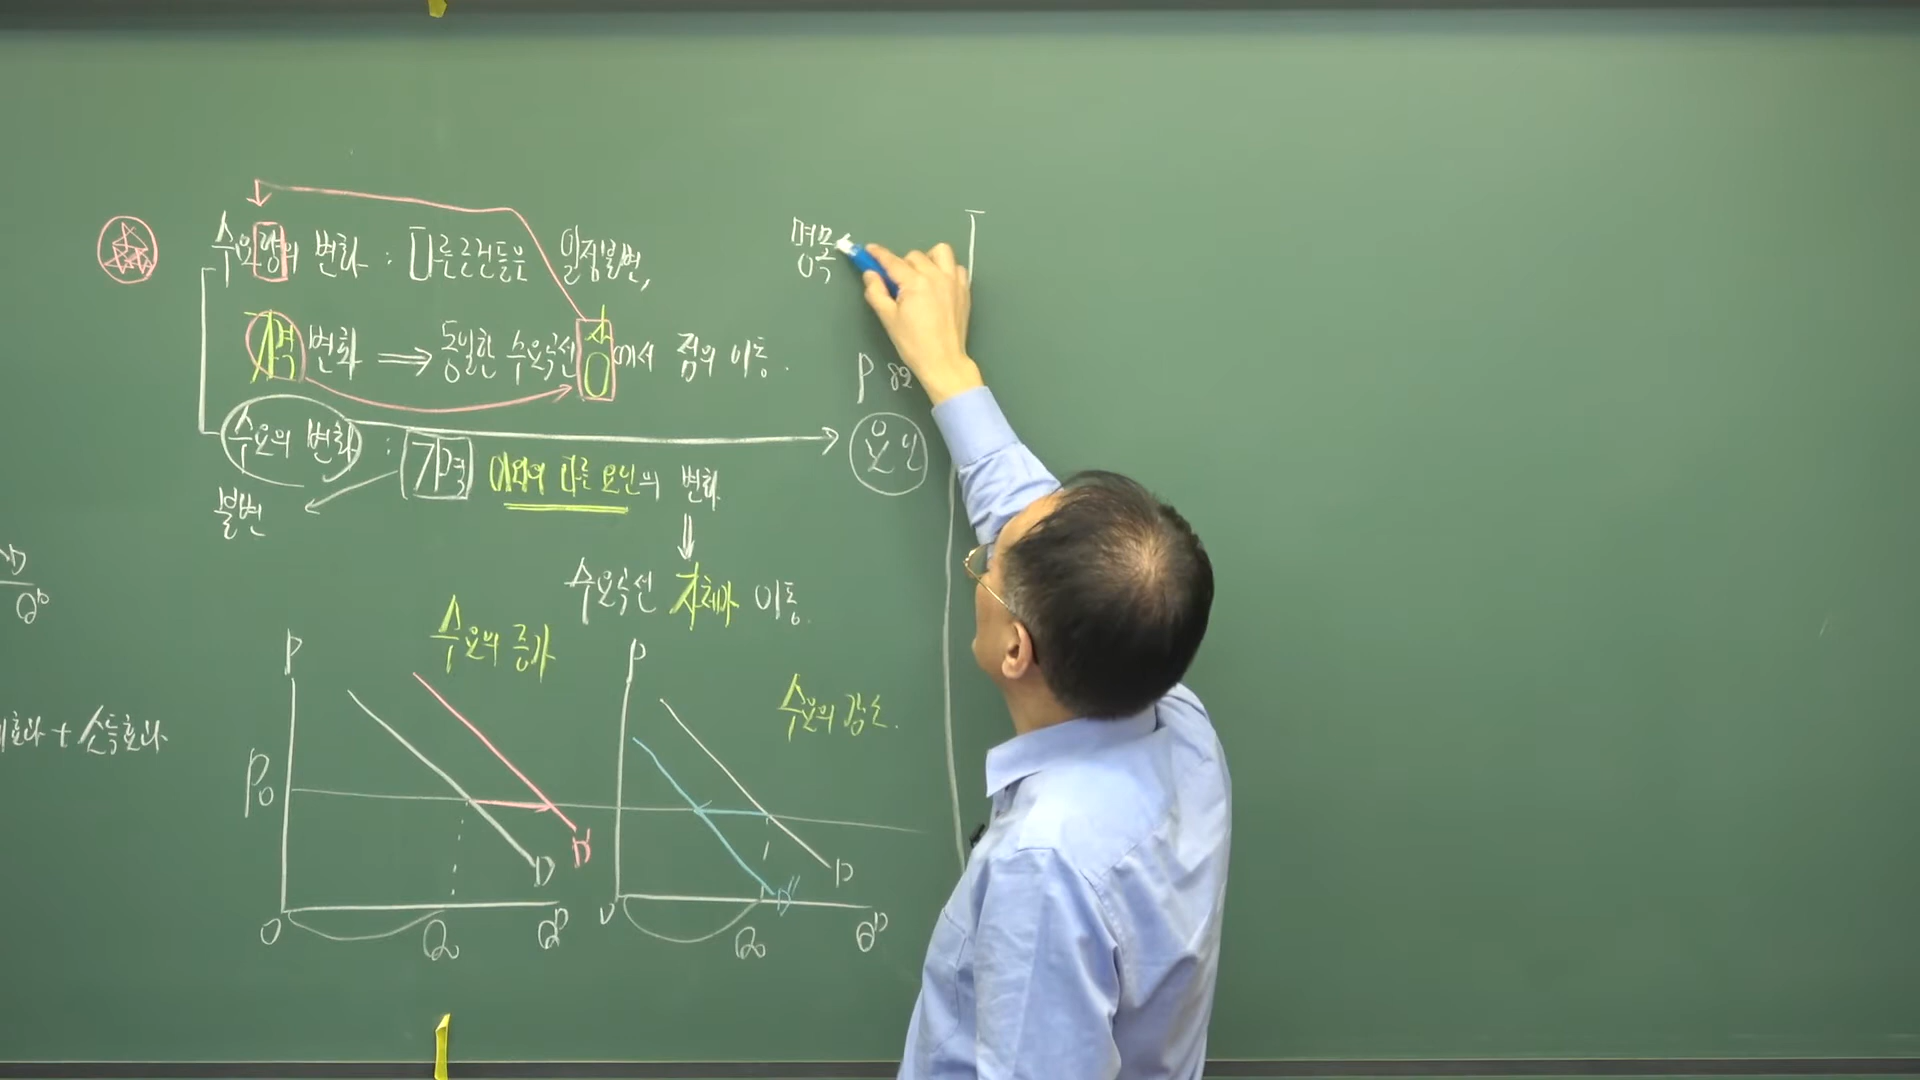 수요량의 변화 : 다른조건들은 일정불변,
가격 변화 ⇒ 동일한 수요곡선 상에서 점의 이동.
수요의 변화 : 가격 이외의 다른 요인의 변화
불변
⇓
수요곡선 자체가 이동.
명목
P 82
요인
수요의 증가
P
P₀
D
D'
O
Q₀
Qᴰ
수요의 감소.
P
D
D''
Q₀
Qᴰ
Qᴰ
체효과 + 소득효과